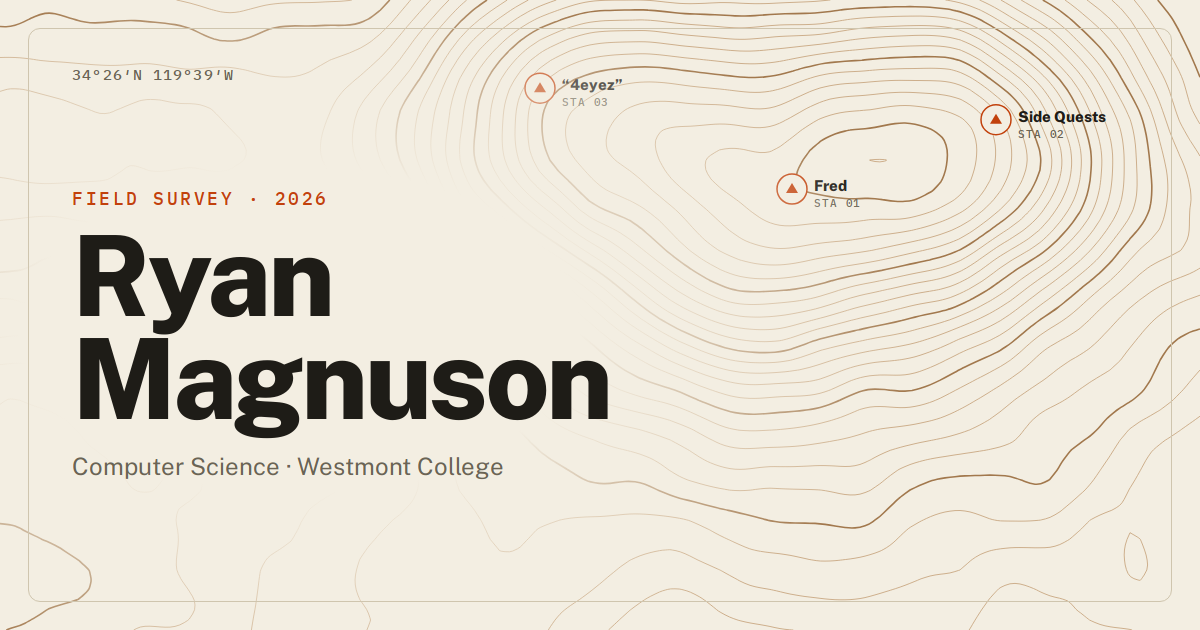 34°26′N 119°39′W
“4eyez”
STA 03
Side Quests
STA 02
Fred
STA 01
FIELD SURVEY · 2026
Ryan
Magnuson
Computer Science · Westmont College